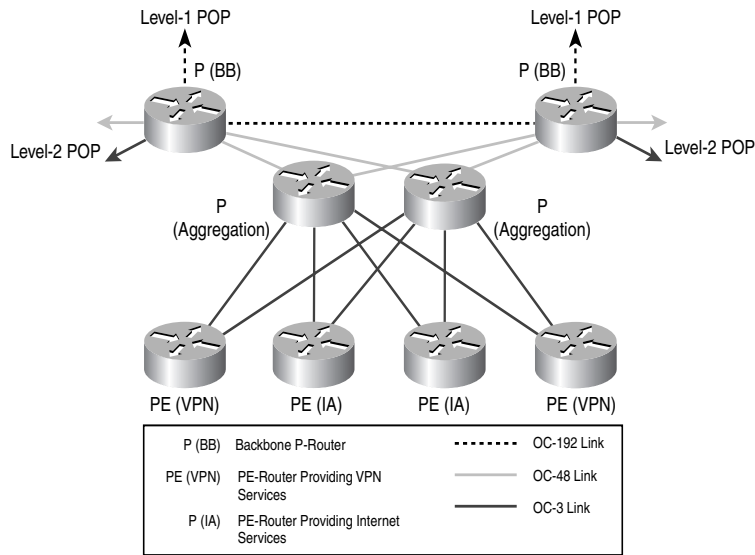 Level-1 POP
Level-1 POP
P (BB)
P (BB)
Level-2 POP
Level-2 POP
P
(Aggregation)
P
(Aggregation)
PE (VPN)
PE (IA)
PE (IA)
PE (VPN)
P (BB) Backbone P-Router
PE (VPN) PE-Router Providing VPN
Services
P (IA) PE-Router Providing Internet
Services
OC-192 Link
OC-48 Link
OC-3 Link